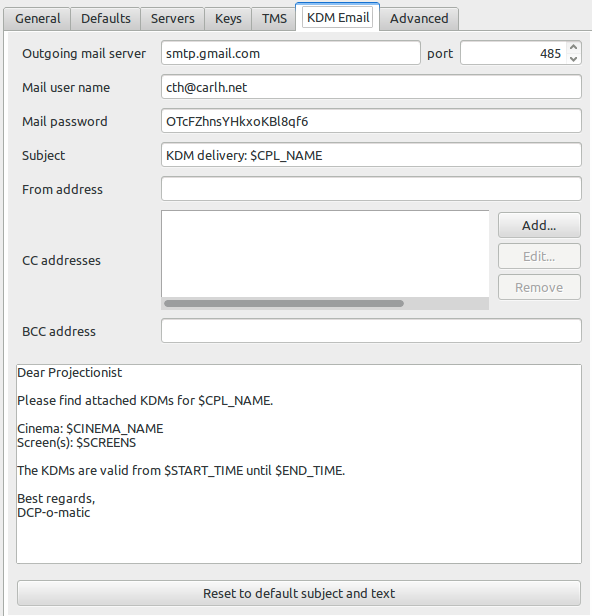 General Defaults Servers Keys TMS KDM Email Advanced
Outgoing mail server smtp.gmail.com port 485
Mail user name cth@carlh.net
Mail password OTcFZhnsYHkxoKBl8qf6
Subject KDM delivery: $CPL_NAME
From address
Add...
CC addresses Edit...
Remove
BCC address
Dear Projectionist
Please find attached KDMs for $CPL_NAME.
Cinema: $CINEMA_NAME
Screen(s): $SCREENS
The KDMs are valid from $START_TIME until $END_TIME.
Best regards,
DCP-o-matic
Reset to default subject and text